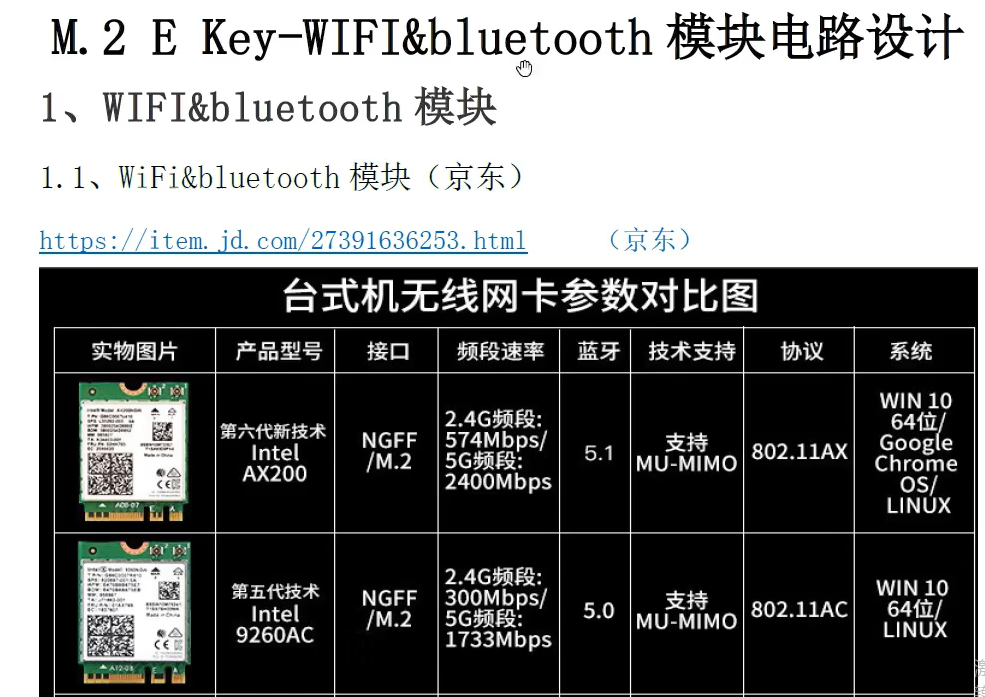 M.2 E Key-WIFI&bluetooth 模块电路设计
1、WIFI&bluetooth 模块
1.1、WiFi&bluetooth 模块（京东）
https://item.jd.com/27391636253.html （京东）
台式机无线网卡参数对比图
实物图片 产品型号 接口 频段速率 蓝牙 技术支持 协议 系统
第六代新技术
Intel
AX200
NGFF
/M.2
2.4G频段:
574Mbps/
5G频段:
2400Mbps
5.1
支持
MU-MIMO
802.11AX
WIN 10
64位/
Google
Chrome
OS/
LINUX
第五代技术
Intel
9260AC
NGFF
/M.2
2.4G频段:
300Mbps/
5G频段:
1733Mbps
5.0
支持
MU-MIMO
802.11AC
WIN 10
64位/
LINUX